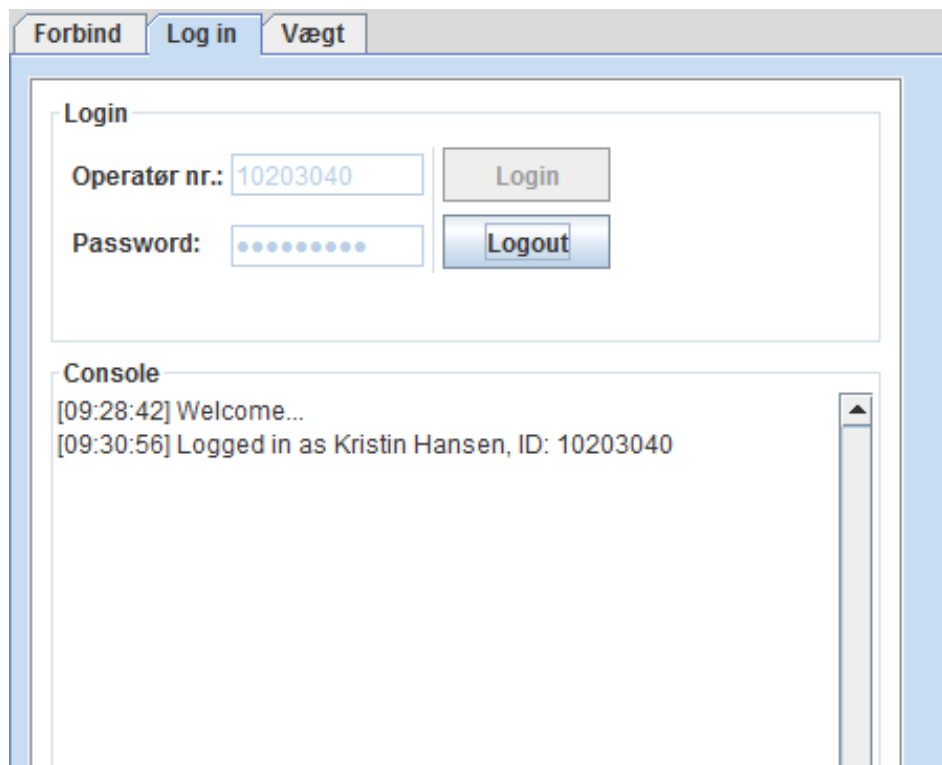 Forbind Log in Vægt
Login
Operatør nr.: 10203040 Login
Password: ●●●●●●●●● Logout
Console
[09:28:42] Welcome...
[09:30:56] Logged in as Kristin Hansen, ID: 10203040